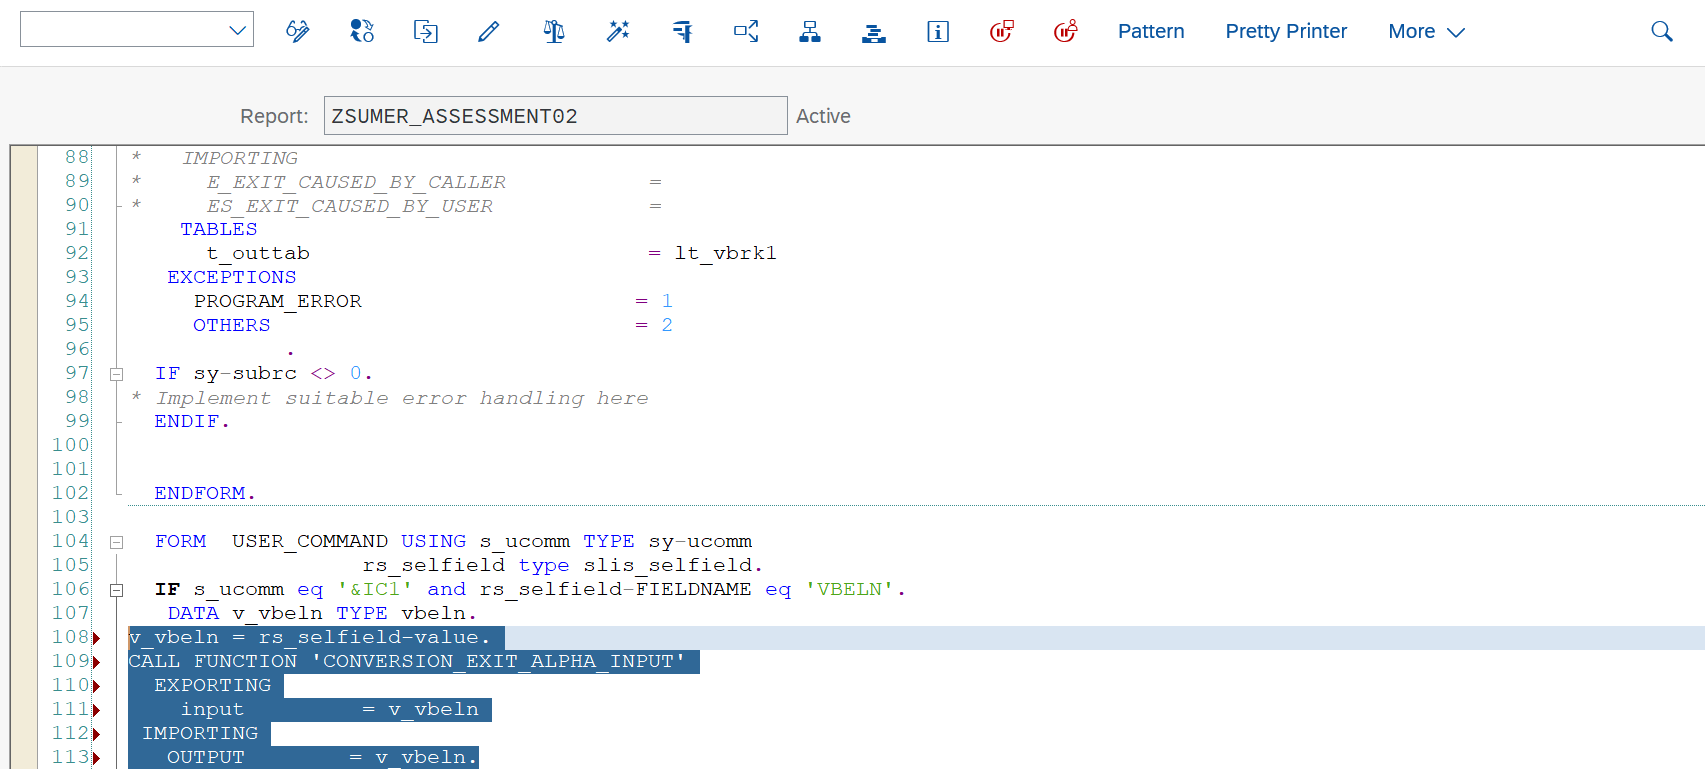 Pattern Pretty Printer More
Report: ZSUMER_ASSESSMENT02 Active
88 * IMPORTING
89 * E_EXIT_CAUSED_BY_CALLER =
90 * ES_EXIT_CAUSED_BY_USER =
91 TABLES
92 t_outtab = lt_vbrk1
93 EXCEPTIONS
94 PROGRAM_ERROR = 1
95 OTHERS = 2
96 .
97 IF sy-subrc <> 0.
98 * Implement suitable error handling here
99 ENDIF.
100
101
102 ENDFORM.
103
104 FORM USER_COMMAND USING s_ucomm TYPE sy-ucomm
105 rs_selfield type slis_selfield.
106 IF s_ucomm eq '&IC1' and rs_selfield-FIELDNAME eq 'VBELN'.
107 DATA v_vbeln TYPE vbeln.
108 v_vbeln = rs_selfield-value.
109 CALL FUNCTION 'CONVERSION_EXIT_ALPHA_INPUT'
110 EXPORTING
111 input = v_vbeln
112 IMPORTING
113 OUTPUT = v_vbeln.